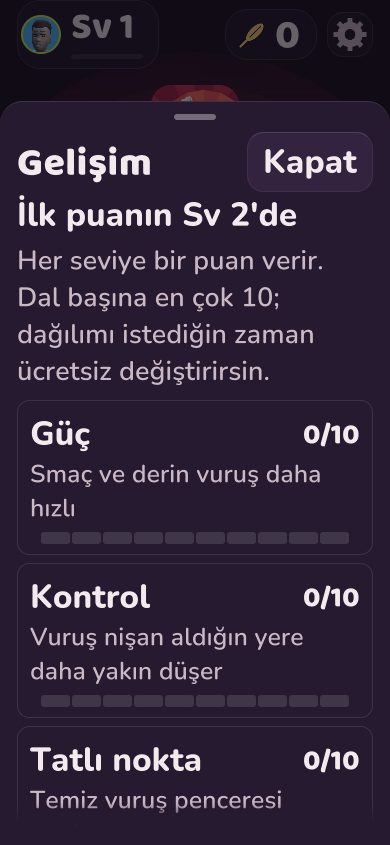 Sv 1
0
Gelişim
Kapat
İlk puanın Sv 2'de
Her seviye bir puan verir.
Dal başına en çok 10;
dağılımı istediğin zaman
ücretsiz değiştirirsin.
Güç
0/10
Smaç ve derin vuruş daha
hızlı
Kontrol
0/10
Vuruş nişan aldığın yere
daha yakın düşer
Tatlı nokta
0/10
Temiz vuruş penceresi